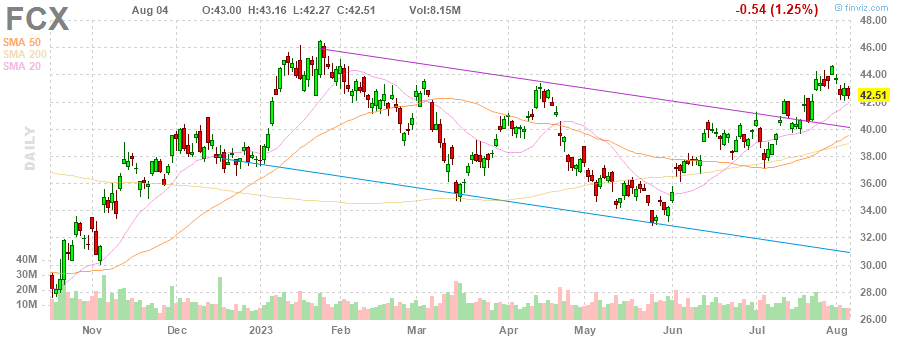 FCX Aug 04 O:43.00 H:43.16 L:42.27 C:42.51 Vol:8.15M -0.54 (1.25%) © finviz.com
SMA 50
SMA 200
SMA 20
DAILY
48.00
46.00
44.00
42.51
42.00
40.00
38.00
36.00
34.00
32.00
30.00
28.00
26.00
40M
30M
20M
10M
Nov Dec 2023 Feb Mar Apr May Jun Jul Aug